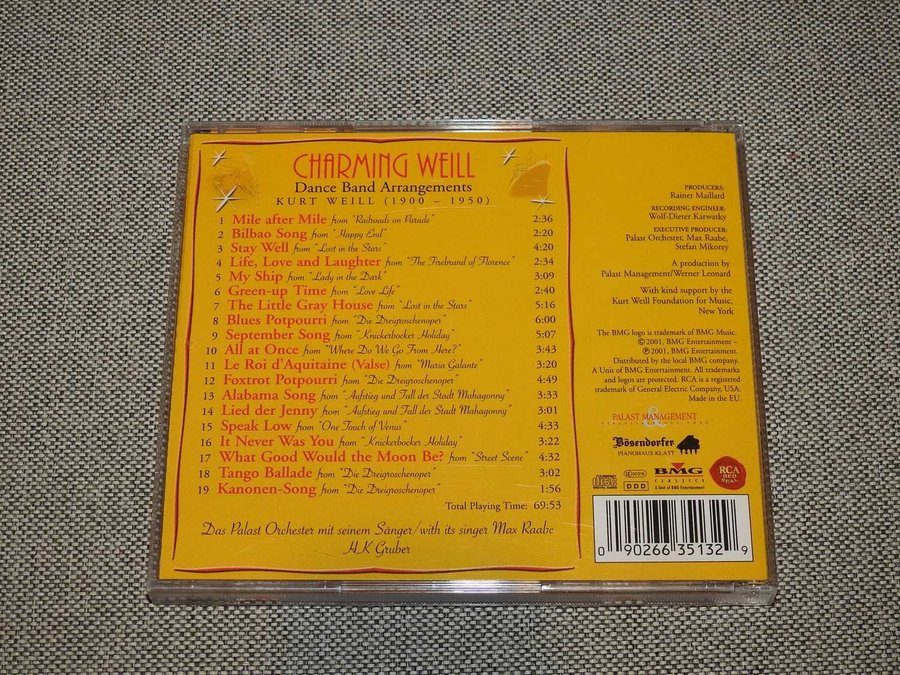 CHARMING WEILL
Dance Band Arrangements
KURT WEILL (1900 – 1950)
1 Mile after Mile from "Railroads on Parade" 2:36
2 Bilbao Song from "Happy End" 2:20
3 Stay Well from "Lost in the Stars" 4:20
4 Life, Love and Laughter from "The Firebrand of Florence" 2:34
5 My Ship from "Lady in the Dark" 3:09
6 Green-up Time from "Love Life" 2:40
7 The Little Gray House from "Lost in the Stars" 5:16
8 Blues Potpourri from "Die Dreigroschenoper" 6:00
9 September Song from "Knickerbocker Holiday" 5:07
10 All at Once from "Where Do We Go From Here?" 3:43
11 Le Roi d'Aquitaine (Valse) from "Maria Galante" 3:20
12 Foxtrot Potpourri from "Die Dreigroschenoper" 4:49
13 Alabama Song from "Aufstieg und Fall der Stadt Mahagonny" 3:33
14 Lied der Jenny from "Aufstieg und Fall der Stadt Mahagonny" 3:01
15 Speak Low from "One Touch of Venus" 4:33
16 It Never Was You from "Knickerbocker Holiday" 3:22
17 What Good Would the Moon Be? from "Street Scene" 4:32
18 Tango Ballade from "Die Dreigroschenoper" 3:02
19 Kanonen-Song from "Die Dreigroschenoper" 1:56
Total Playing Time: 69:53
Das Palast Orchester mit seinem Sänger/with its singer Max Raabe
HK Gruber
PRODUCERS:
Rainer Maillard
RECORDING ENGINEER:
Wolf-Dieter Karwatky
EXECUTIVE PRODUCER:
Palast Orchester, Max Raabe,
Stefan Mikorey
A production by
Palast Management/Werner Leonard
With kind support by the
Kurt Weill Foundation for Music,
New York
The BMG logo is trademark of BMG Music.
© 2001, BMG Entertainment –
℗ 2001, BMG Entertainment.
Distributed by the local BMG company.
A Unit of BMG Entertainment. All trademarks
and logos are protected. RCA is a registered
trademark of General Electric Company, USA.
Made in the EU.
PALAST MANAGEMENT
&
Bösendorfer
PIANOHAUS KLATT
DDD
BMG
CLASSICS
A Unit of BMG Entertainment
RCA
RED
SEAL
0 90266 35132 9